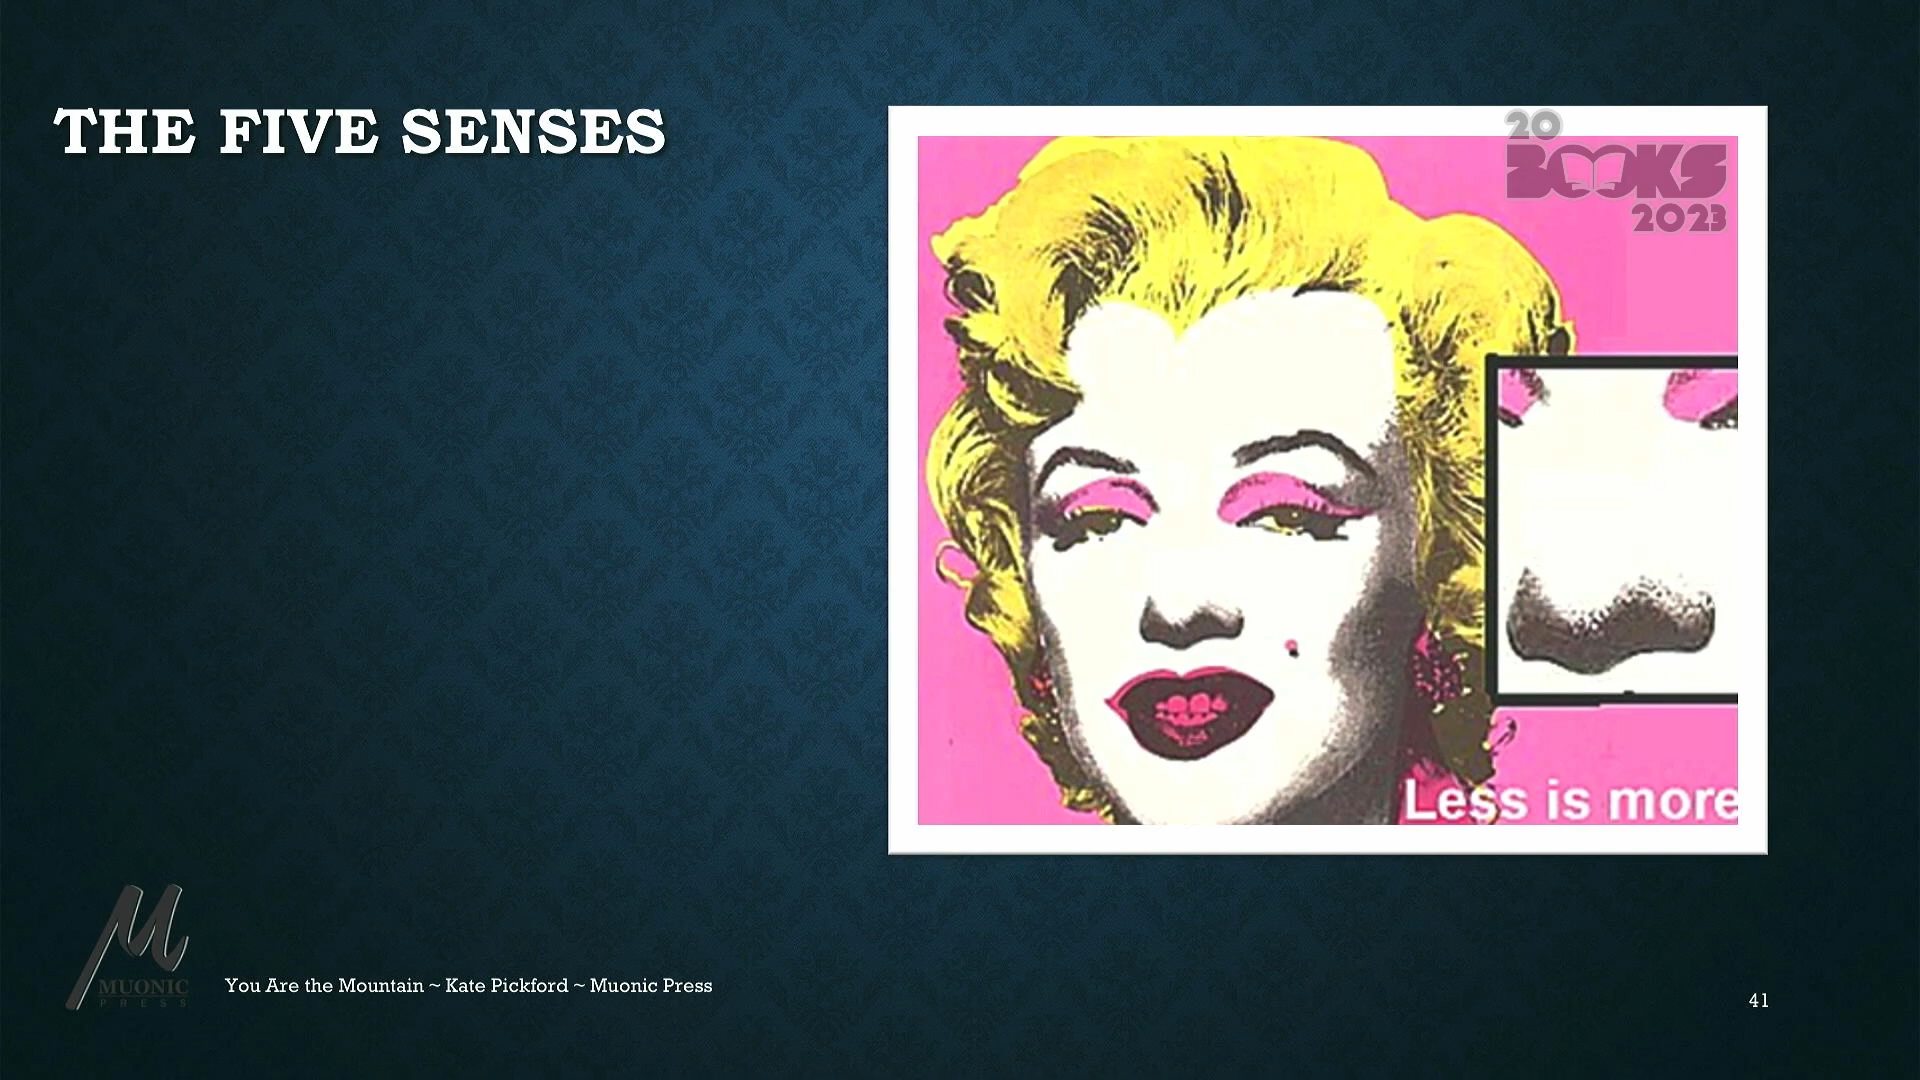 THE FIVE SENSES
20
BOOKS
2023
Less is more
MUONIC
PRESS
You Are the Mountain ~ Kate Pickford ~ Muonic Press
41